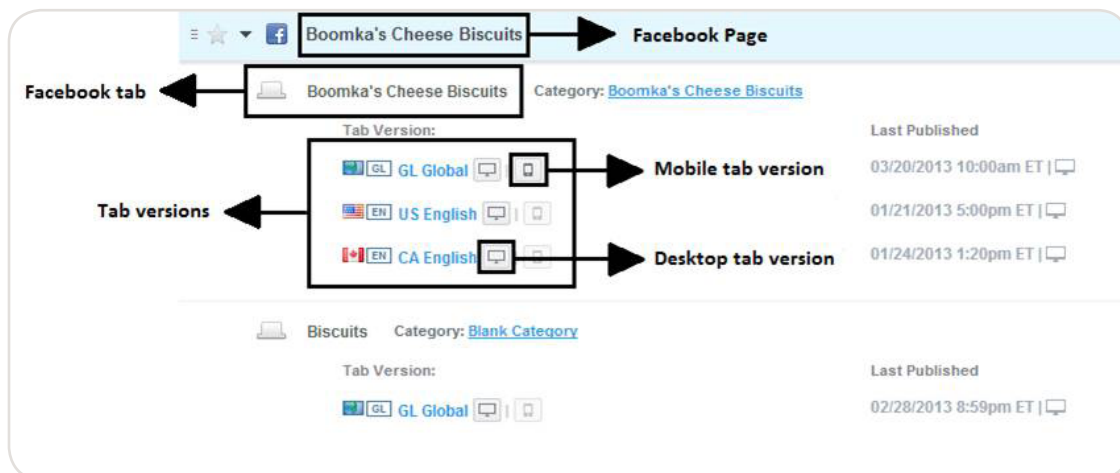 Boomka's Cheese Biscuits Facebook Page
Facebook tab Boomka's Cheese Biscuits Category: Boomka's Cheese Biscuits
Tab Version: Last Published
GL GL Global | Mobile tab version 03/20/2013 10:00am ET |
Tab versions EN US English | 01/21/2013 5:00pm ET |
EN CA English | Desktop tab version 01/24/2013 1:20pm ET |
Biscuits Category: Blank Category
Tab Version: Last Published
GL GL Global | 02/28/2013 8:59pm ET |